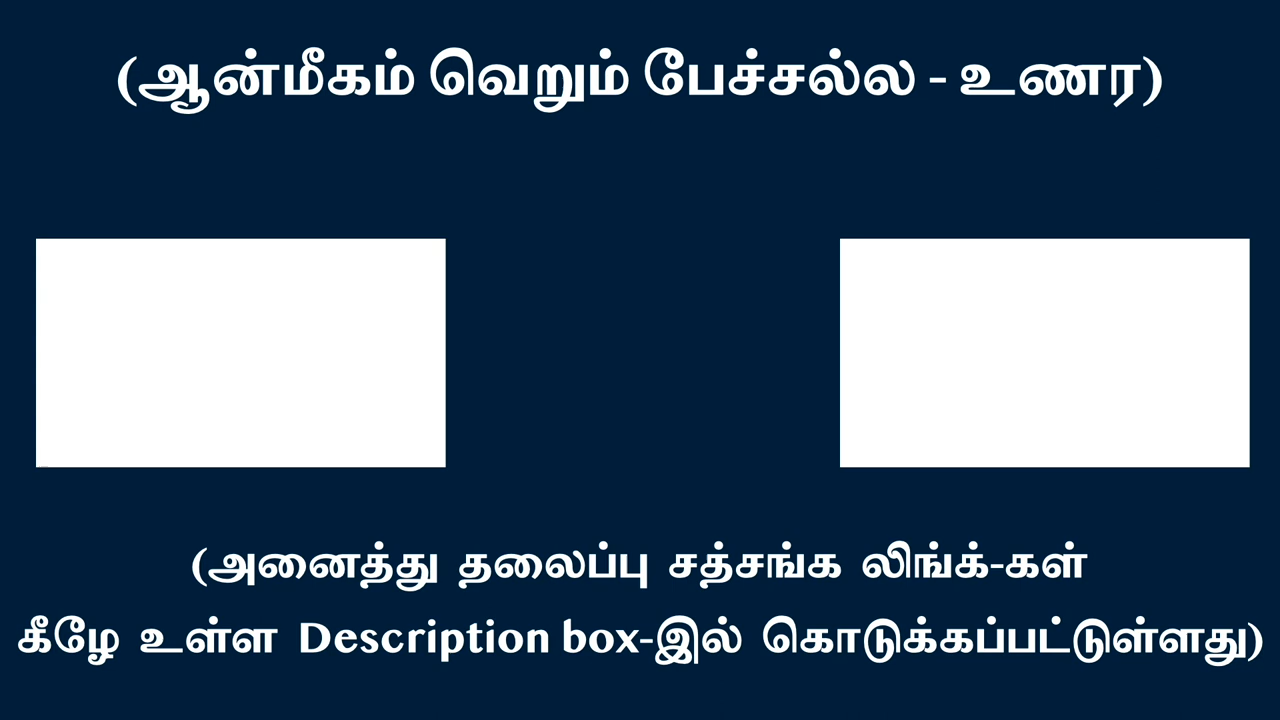 (ஆன்மீகம் வெறும் பேச்சல்ல - உணர)
(அனைத்து தலைப்பு சத்சங்க லிங்க்-கள்
கீழே உள்ள Description box-இல் கொடுக்கப்பட்டுள்ளது)